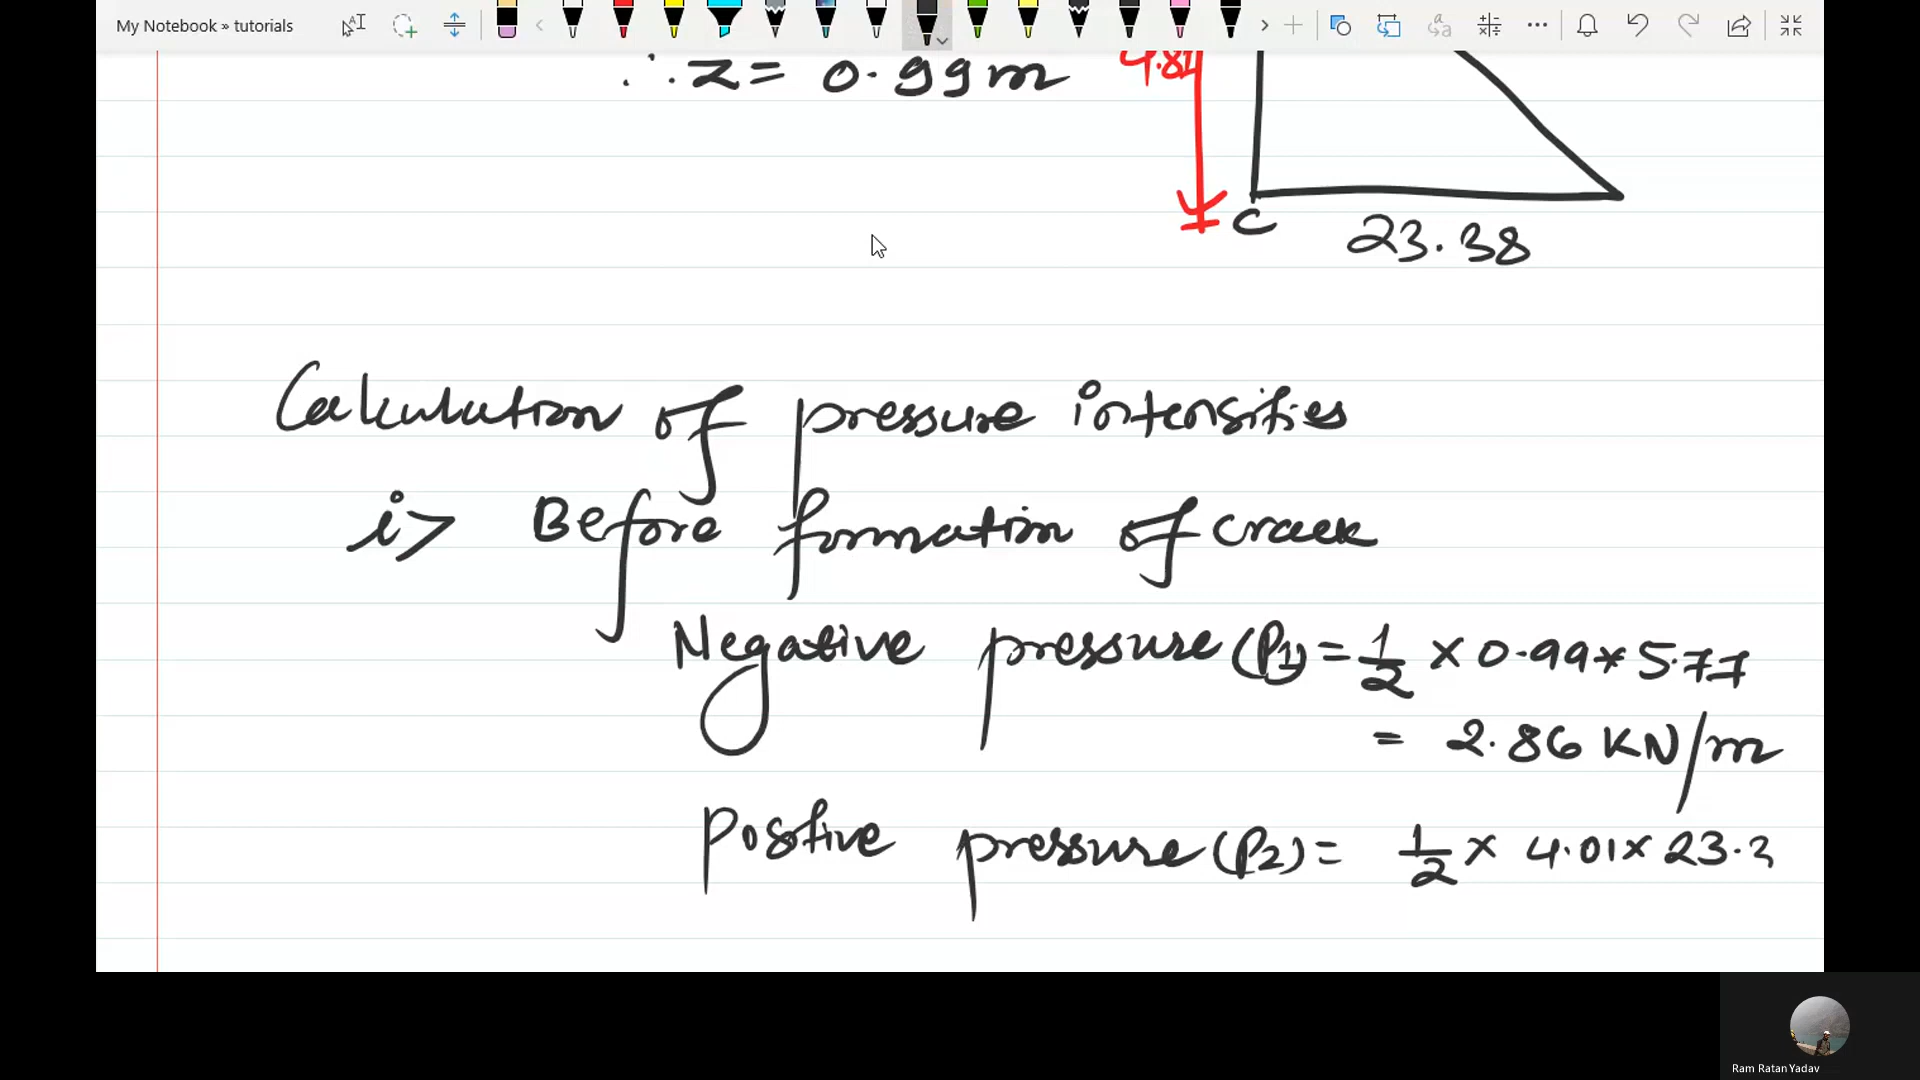 My Notebook » tutorials
∴ z = 0.99 m
C
23.38
Calculation of pressure intensities
i> Before formation of crack
Negative pressure (P1) = 1/2 × 0.99 * 5.77
= 2.86 KN/m
Positive pressure (P2) = 1/2 × 4.01 × 23.3
Ram Ratan Yadav